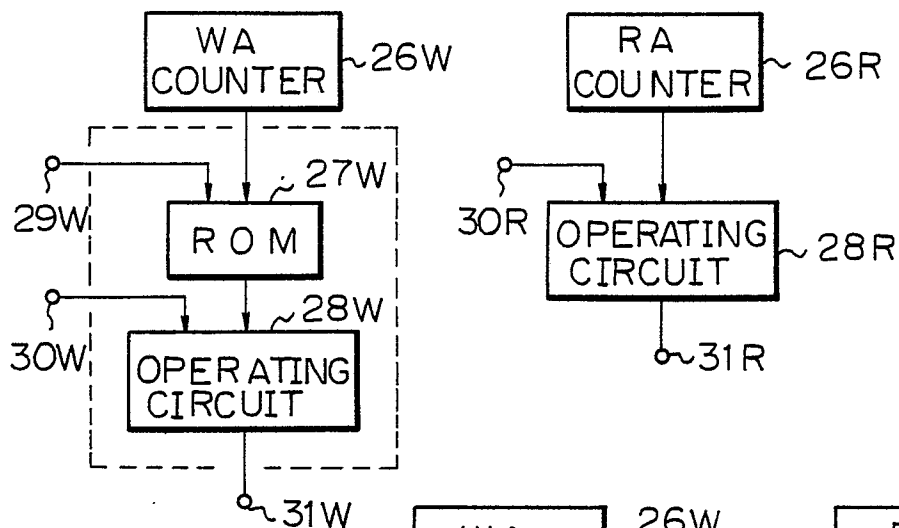 WA
COUNTER
26W
RA
COUNTER
26R
29W
27W
ROM
30W
28W
OPERATING
CIRCUIT
31W
30R
OPERATING
CIRCUIT
28R
31R
26W